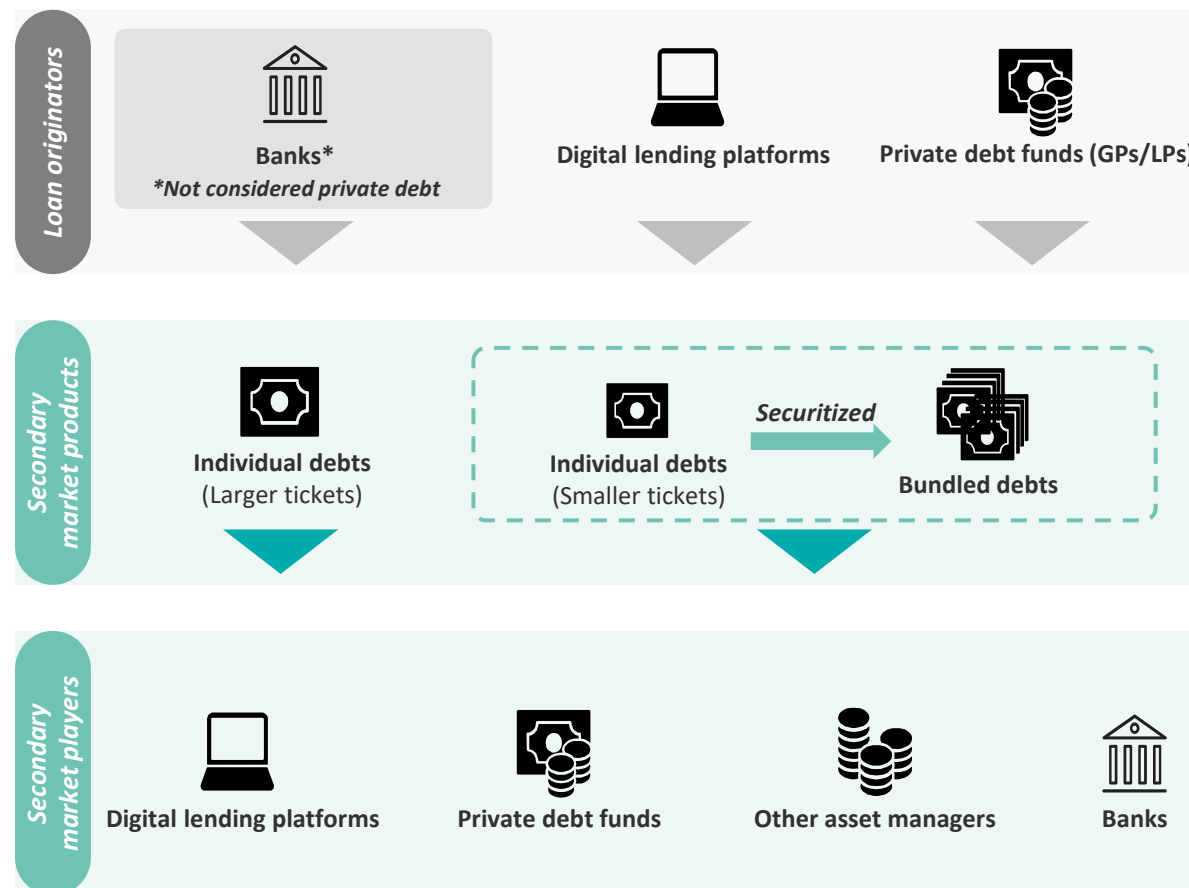 Loan originators
Banks*
*Not considered private debt
Digital lending platforms
Private debt funds (GPs/LPs)
Secondary
market products
Individual debts
(Larger tickets)
Individual debts
(Smaller tickets)
Securitized
Bundled debts
Secondary
market players
Digital lending platforms
Private debt funds
Other asset managers
Banks